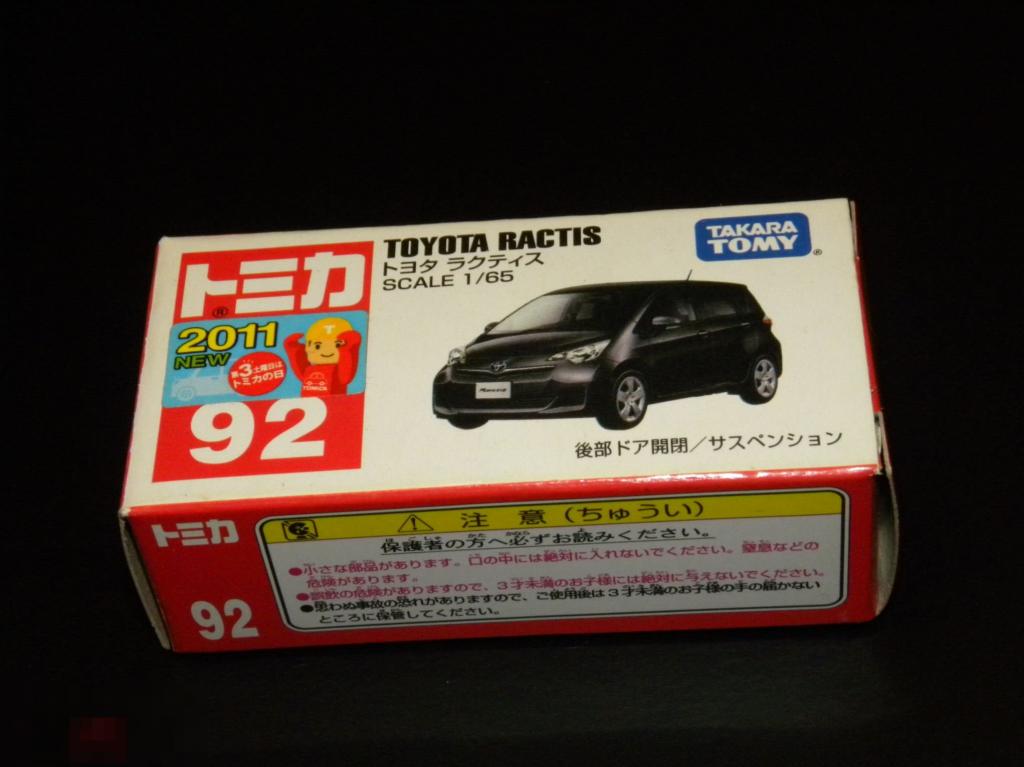 トミカ
®
2011
NEW
第3土曜日は
トミカの日
T
TOMICA
92
TOYOTA RACTIS
トヨタ ラクティス
SCALE 1/65
TAKARA
TOMY
®
Ractis
後部ドア開閉／サスペンション
トミカ
92
注 意 (ちゅうい)
保護者の方へ必ずお読みください。
●小さな部品があります。口の中には絶対に入れないでください。窒息などの
危険があります。
●誤飲の危険がありますので、3才未満のお子様には絶対に与えないでください。
●思わぬ事故の恐れがありますので、ご使用後は3才未満のお子様の手の届かない
ところに保管してください。